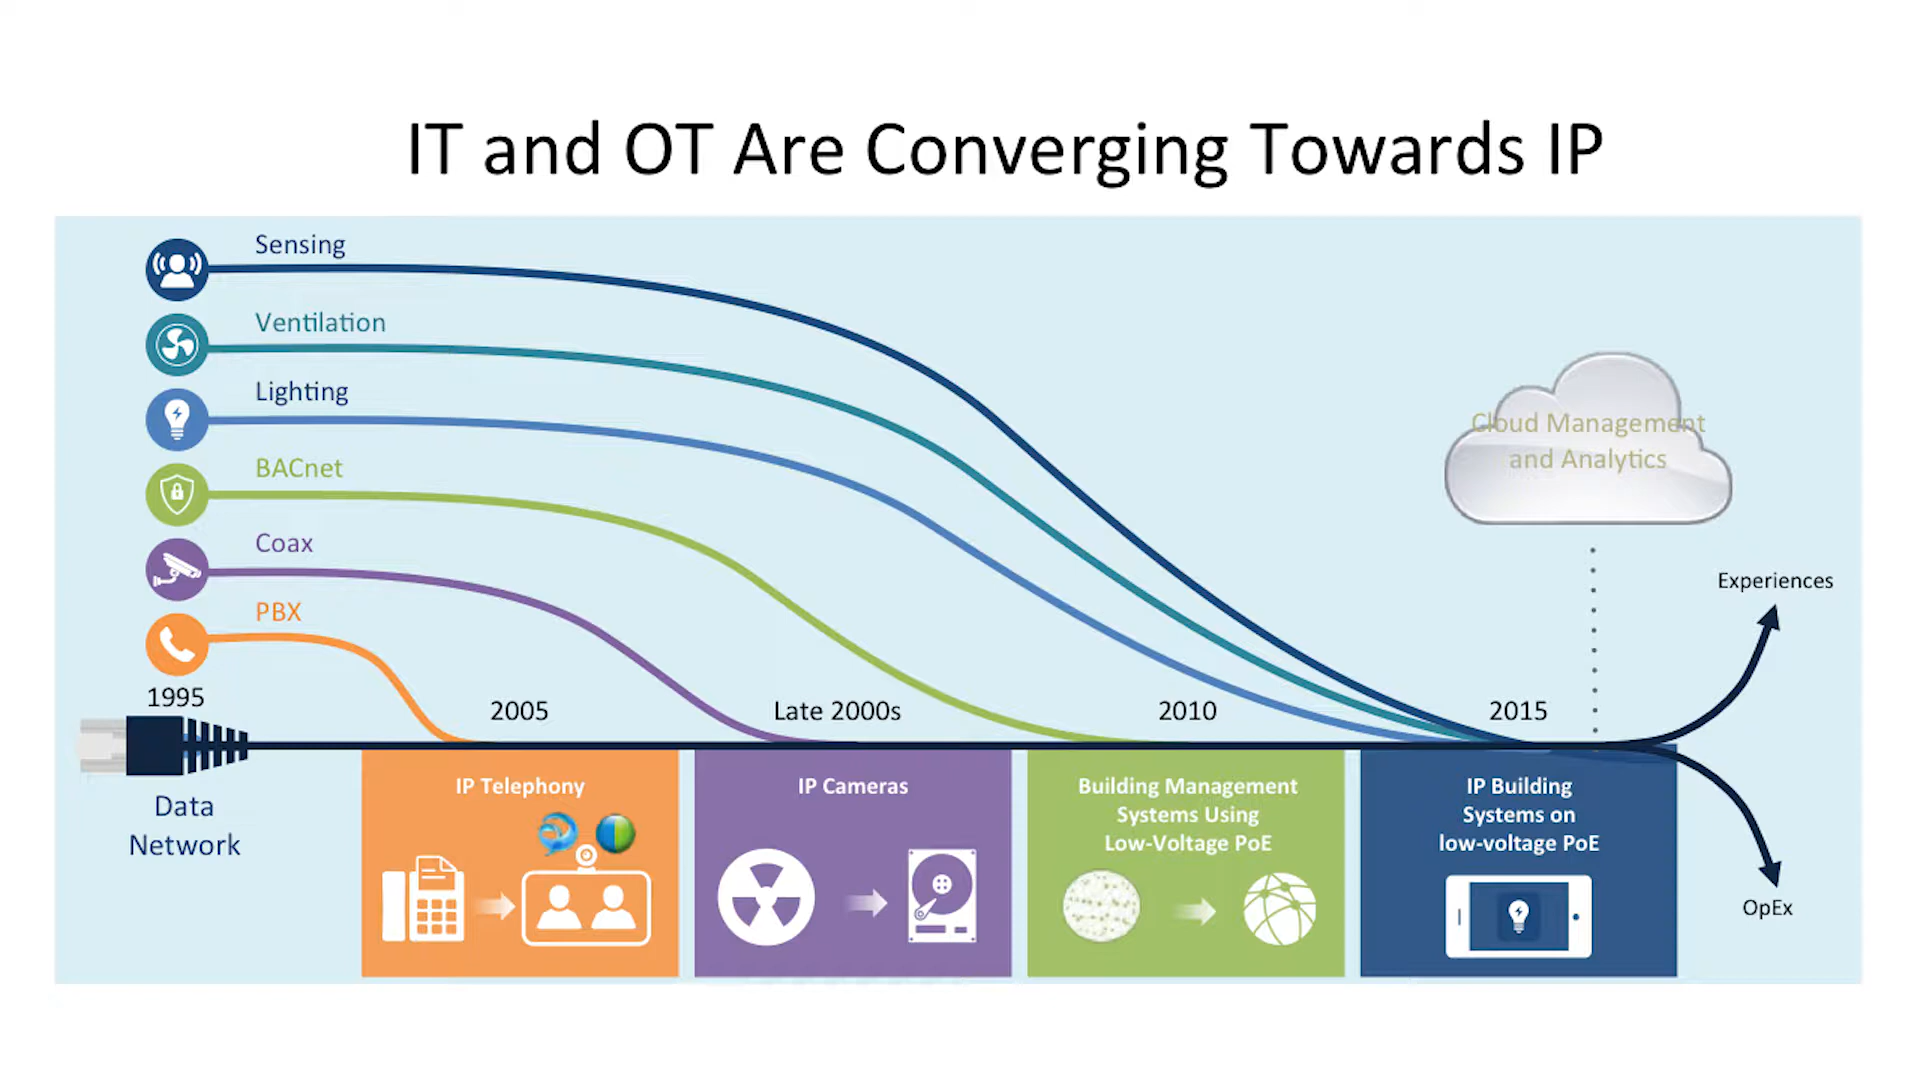 IT and OT Are Converging Towards IP
Sensing
Ventilation
Lighting
BACnet
Coax
PBX
Cloud Management
and Analytics
Experiences
1995
2005
Late 2000s
2010
2015
Data
Network
IP Telephony
IP Cameras
Building Management
Systems Using
Low-Voltage PoE
IP Building
Systems on
low-voltage PoE
OpEx